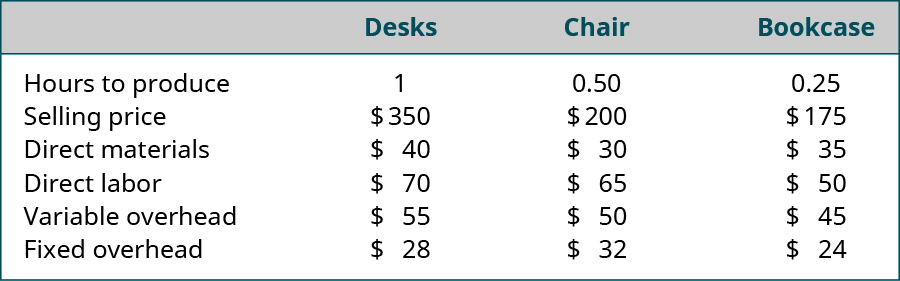 Desks Chair Bookcase
Hours to produce 1 0.50 0.25
Selling price $350 $200 $175
Direct materials $ 40 $ 30 $ 35
Direct labor $ 70 $ 65 $ 50
Variable overhead $ 55 $ 50 $ 45
Fixed overhead $ 28 $ 32 $ 24